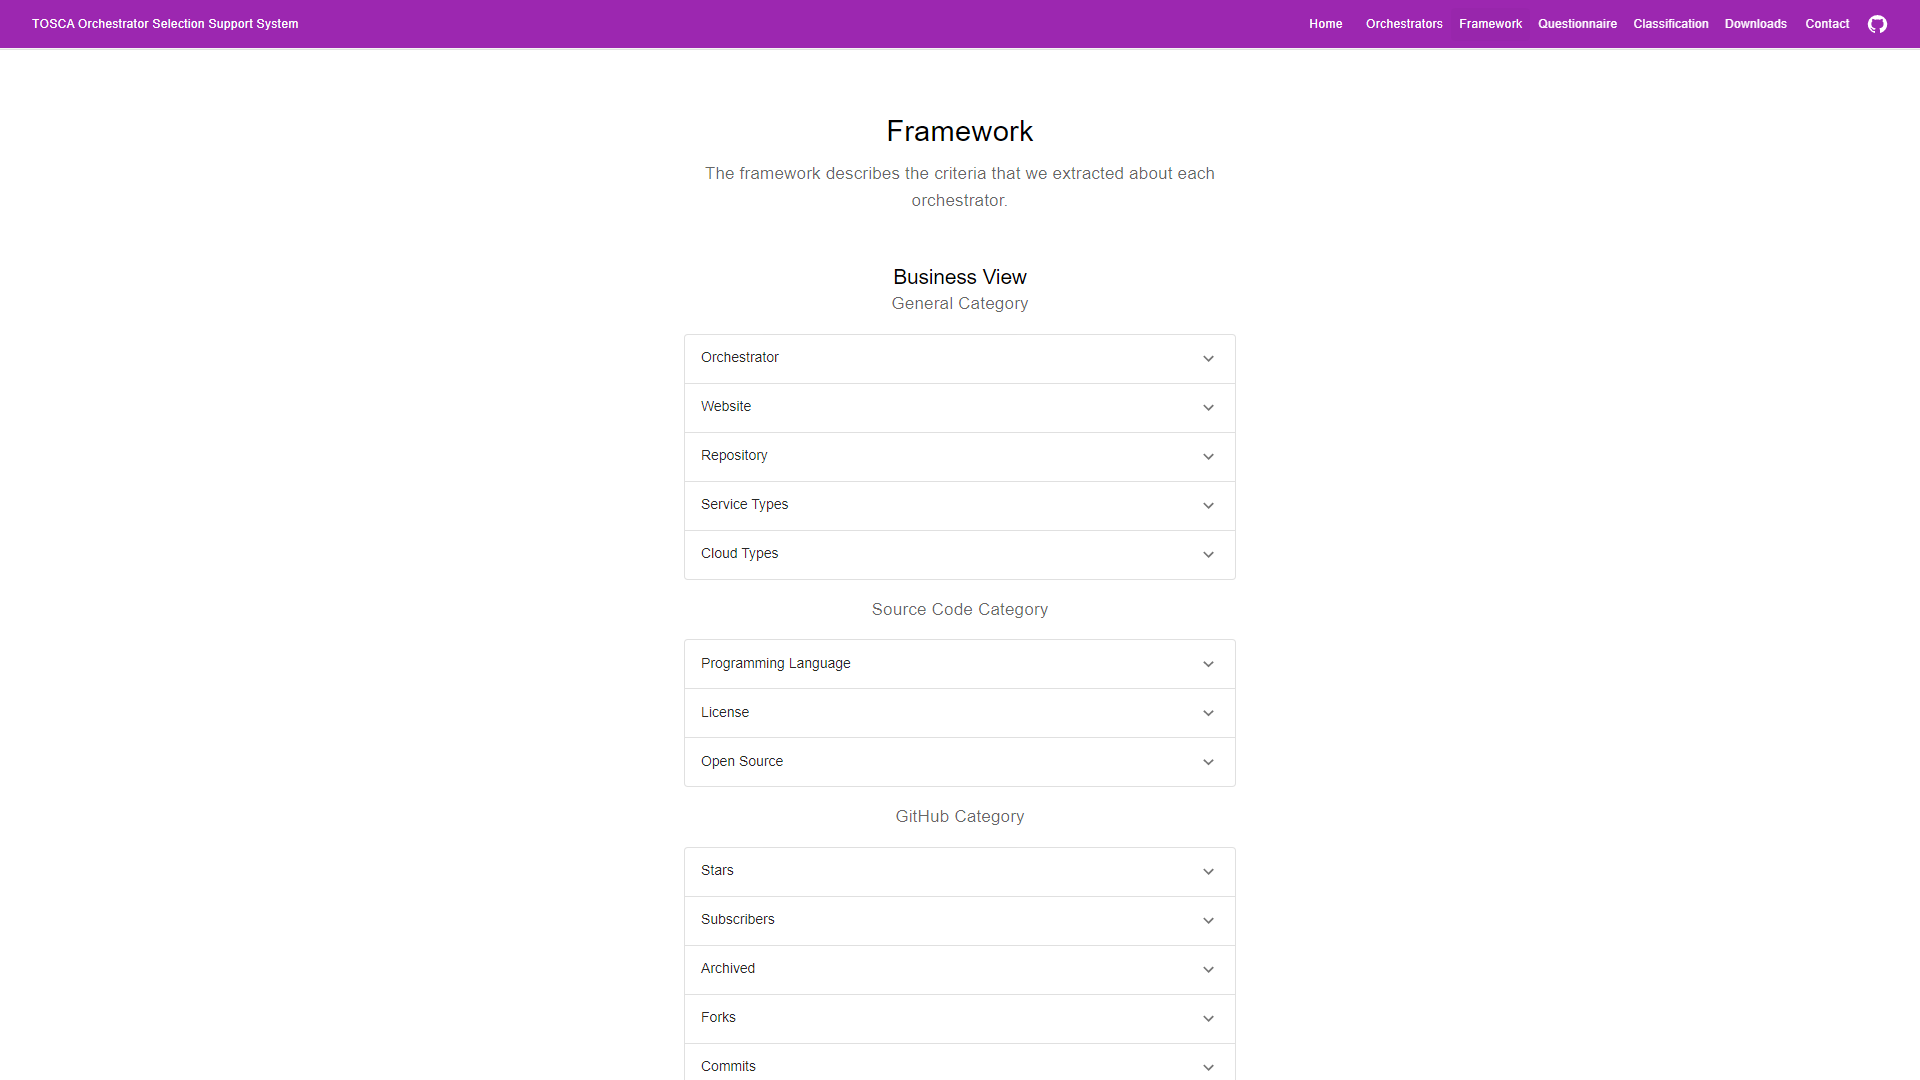 TOSCA Orchestrator Selection Support System
Home Orchestrators Framework Questionnaire Classification Downloads Contact
Framework
The framework describes the criteria that we extracted about each
orchestrator.
Business View
General Category
Orchestrator
Website
Repository
Service Types
Cloud Types
Source Code Category
Programming Language
License
Open Source
GitHub Category
Stars
Subscribers
Archived
Forks
Commits